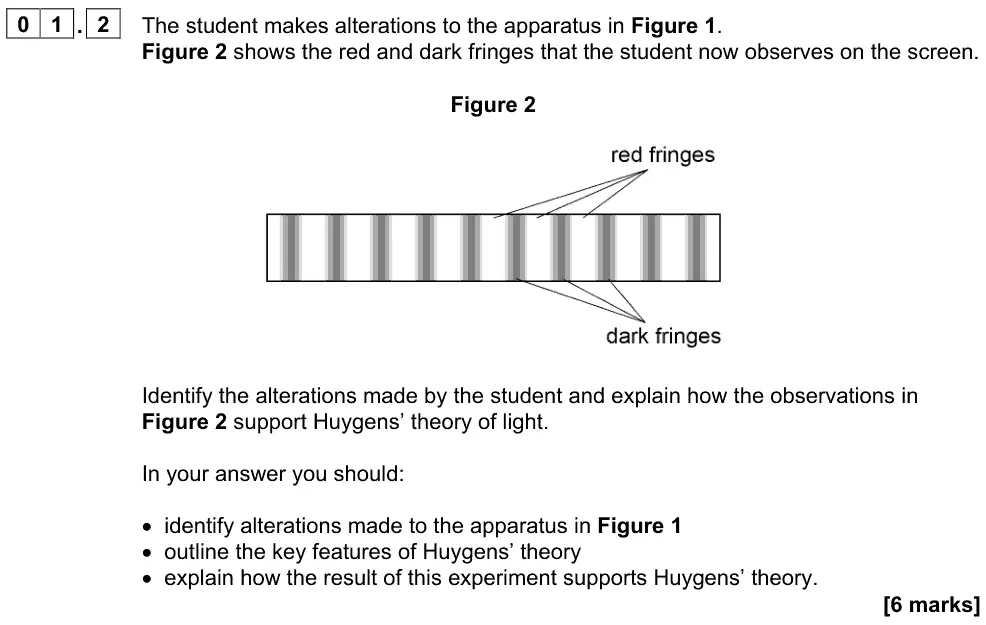 0 1 . 2 The student makes alterations to the apparatus in Figure 1.
Figure 2 shows the red and dark fringes that the student now observes on the screen.
Figure 2
red fringes
dark fringes
Identify the alterations made by the student and explain how the observations in
Figure 2 support Huygens’ theory of light.
In your answer you should:
• identify alterations made to the apparatus in Figure 1
• outline the key features of Huygens’ theory
• explain how the result of this experiment supports Huygens’ theory.
[6 marks]